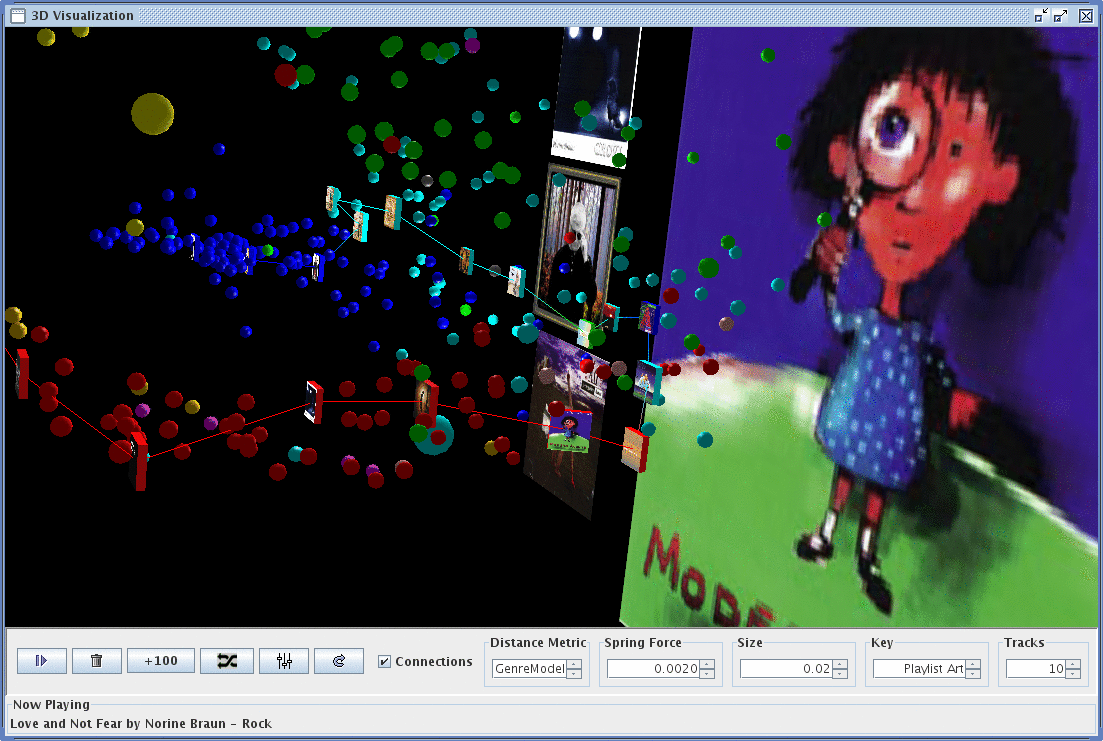 3D Visualization
MODE
+100
Connections
Distance Metric
GenreModel
Spring Force
0.0020
Size
0.02
Key
Playlist Art
Tracks
10
Now Playing
Love and Not Fear by Norine Braun - Rock